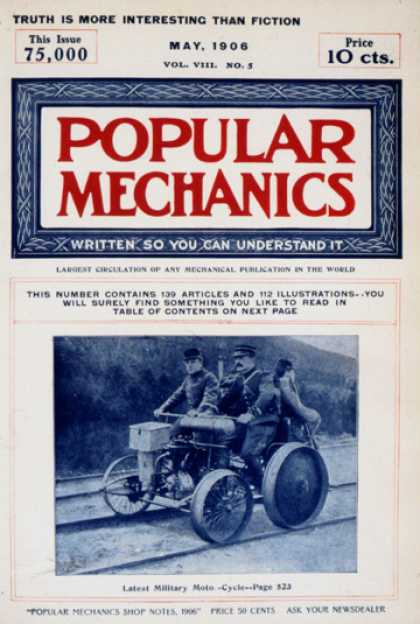 TRUTH IS MORE INTERESTING THAN FICTION
This Issue
75,000
MAY, 1906
VOL. VIII. NO. 5
Price
10 cts.
POPULAR
MECHANICS
WRITTEN SO YOU CAN UNDERSTAND IT
LARGEST CIRCULATION OF ANY MECHANICAL PUBLICATION IN THE WORLD
THIS NUMBER CONTAINS 139 ARTICLES AND 112 ILLUSTRATIONS--YOU
WILL SURELY FIND SOMETHING YOU LIKE TO READ IN
TABLE OF CONTENTS ON NEXT PAGE
Latest Military Moto-Cycle--Page 523
"POPULAR MECHANICS SHOP NOTES, 1906" PRICE 50 CENTS ASK YOUR NEWSDEALER